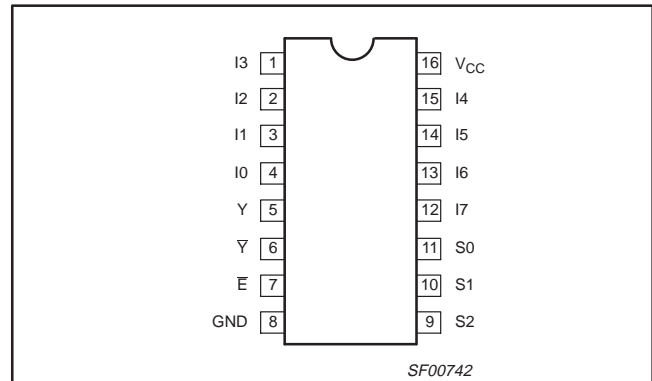 I3 1 16 VCC
I2 2 15 I4
I1 3 14 I5
I0 4 13 I6
Y 5 12 I7
Y̅ 6 11 S0
E̅ 7 10 S1
GND 8 9 S2
SF00742